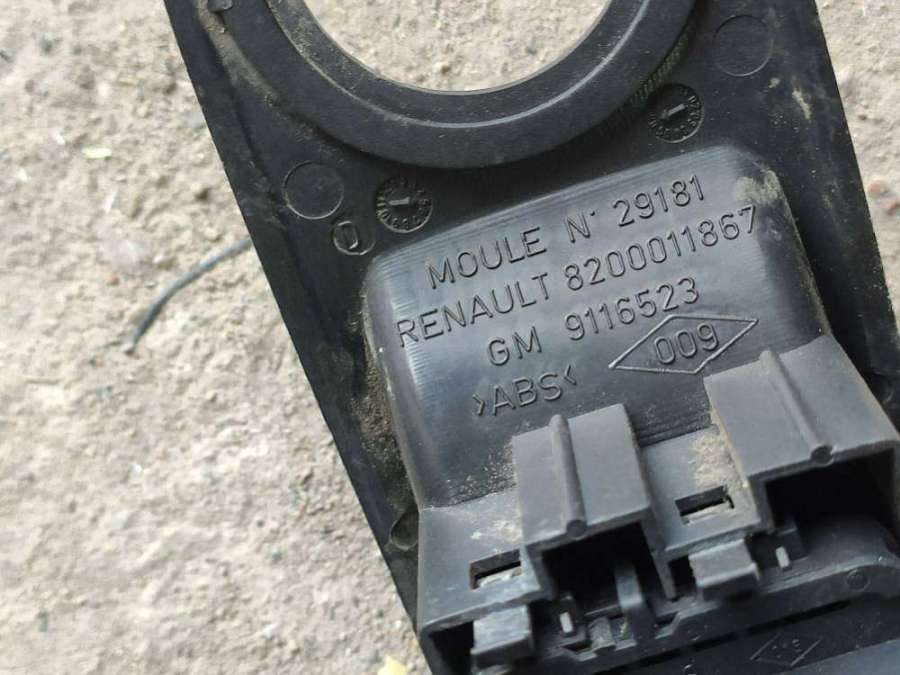 MOULE N° 29181
RENAULT 8200011867
GM 9116523
>ABS<
009